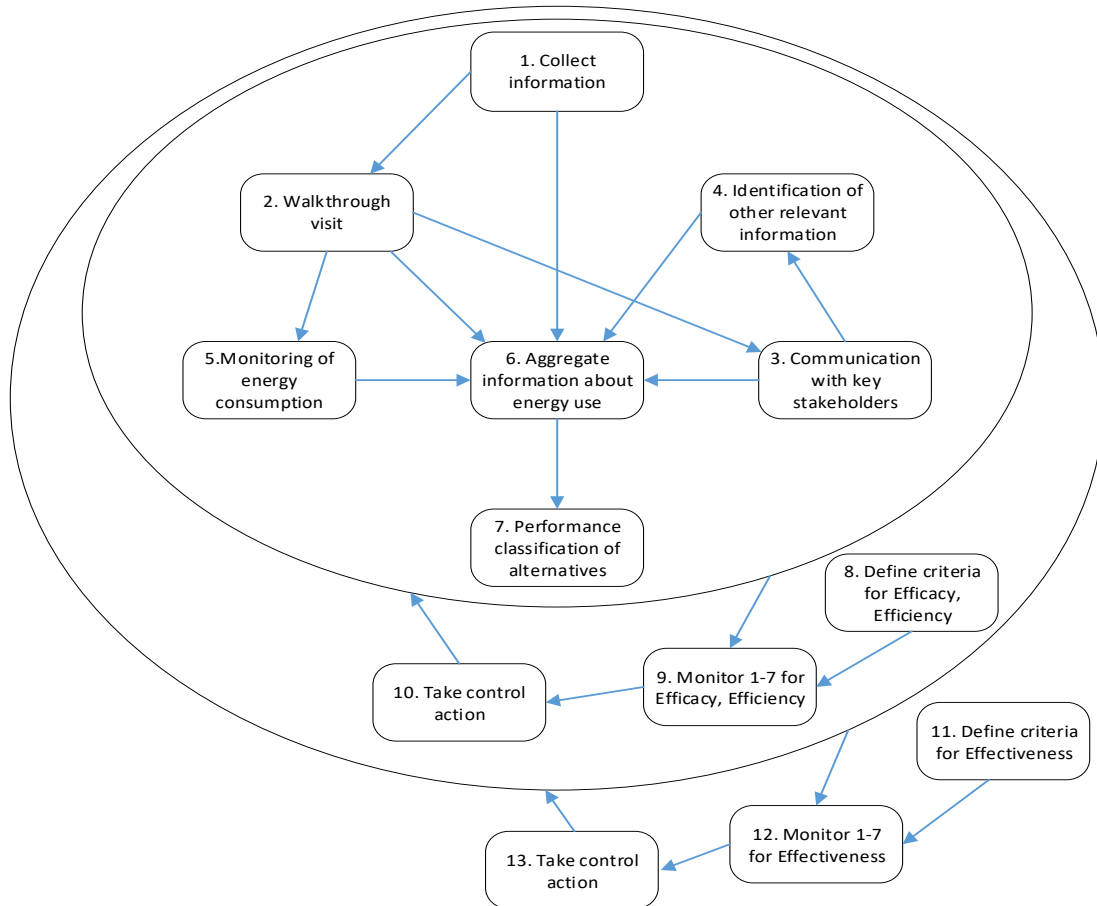 1. Collect
information
2. Walkthrough
visit
4. Identification of
other relevant
information
5.Monitoring of
energy
consumption
6. Aggregate
information about
energy use
3. Communication
with key
stakeholders
7. Performance
classification of
alternatives
8. Define criteria
for Efficacy,
Efficiency
9. Monitor 1-7 for
Efficacy, Efficiency
10. Take control
action
11. Define criteria
for Effectiveness
12. Monitor 1-7
for Effectiveness
13. Take control
action